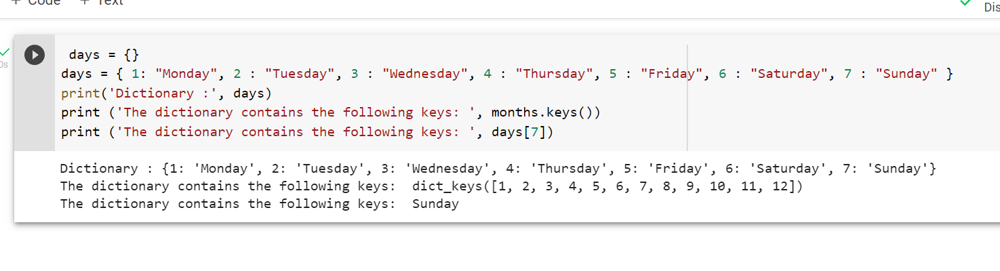 + Code + Text
Dis
0s
days = {}
days = { 1: "Monday", 2 : "Tuesday", 3 : "Wednesday", 4 : "Thursday", 5 : "Friday", 6 : "Saturday", 7 : "Sunday" }
print('Dictionary :', days)
print ('The dictionary contains the following keys: ', months.keys())
print ('The dictionary contains the following keys: ', days[7])
Dictionary : {1: 'Monday', 2: 'Tuesday', 3: 'Wednesday', 4: 'Thursday', 5: 'Friday', 6: 'Saturday', 7: 'Sunday'}
The dictionary contains the following keys:  dict_keys([1, 2, 3, 4, 5, 6, 7, 8, 9, 10, 11, 12])
The dictionary contains the following keys:  Sunday